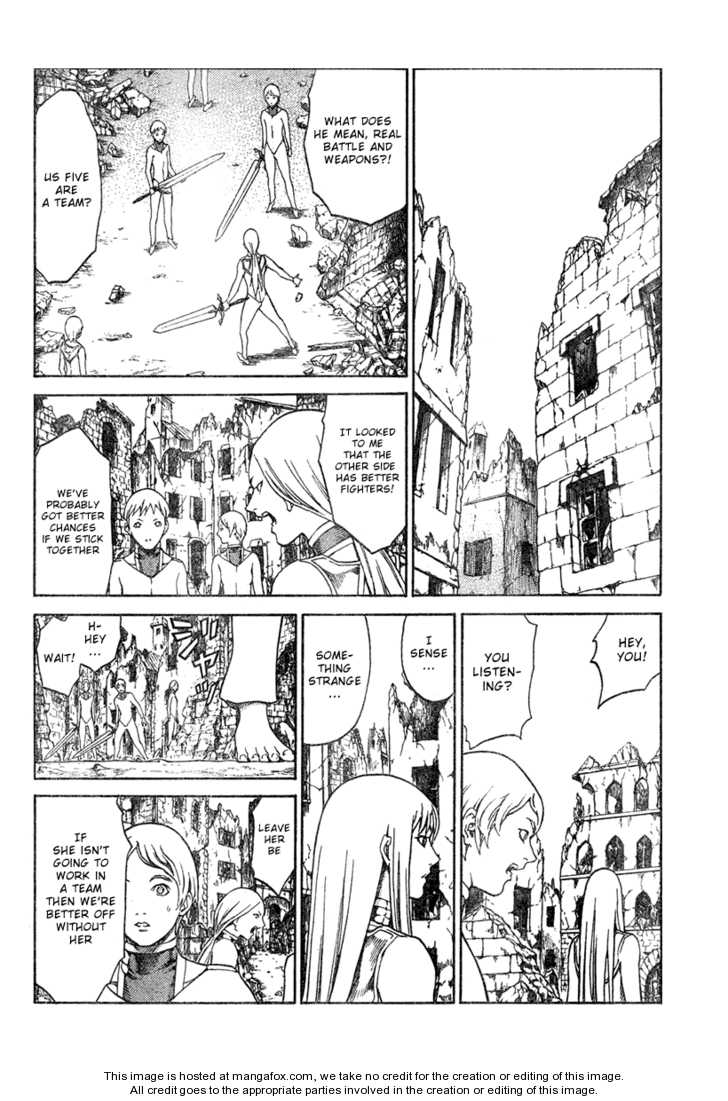 WHAT DOES
HE MEAN, REAL
BATTLE AND
WEAPONS?!
US FIVE
ARE
A TEAM?
IT LOOKED
TO ME
THAT THE
OTHER SIDE
HAS BETTER
FIGHTERS!
WE'VE
PROBABLY
GOT BETTER
CHANCES
IF WE STICK
TOGETHER
HEY,
YOU!
YOU
LISTEN-
ING?
I
SENSE
...
SOME-
THING
STRANGE
...
H-
HEY
...
WAIT!
ジャッ
LEAVE
HER
BE
IF
SHE ISN'T
GOING TO
WORK IN
A TEAM
THEN WE'RE
BETTER OFF
WITHOUT
HER
This image is hosted at mangafox.com, we take no credit for the creation or editing of this image.
All credit goes to the appropriate parties involved in the creation or editing of this image.